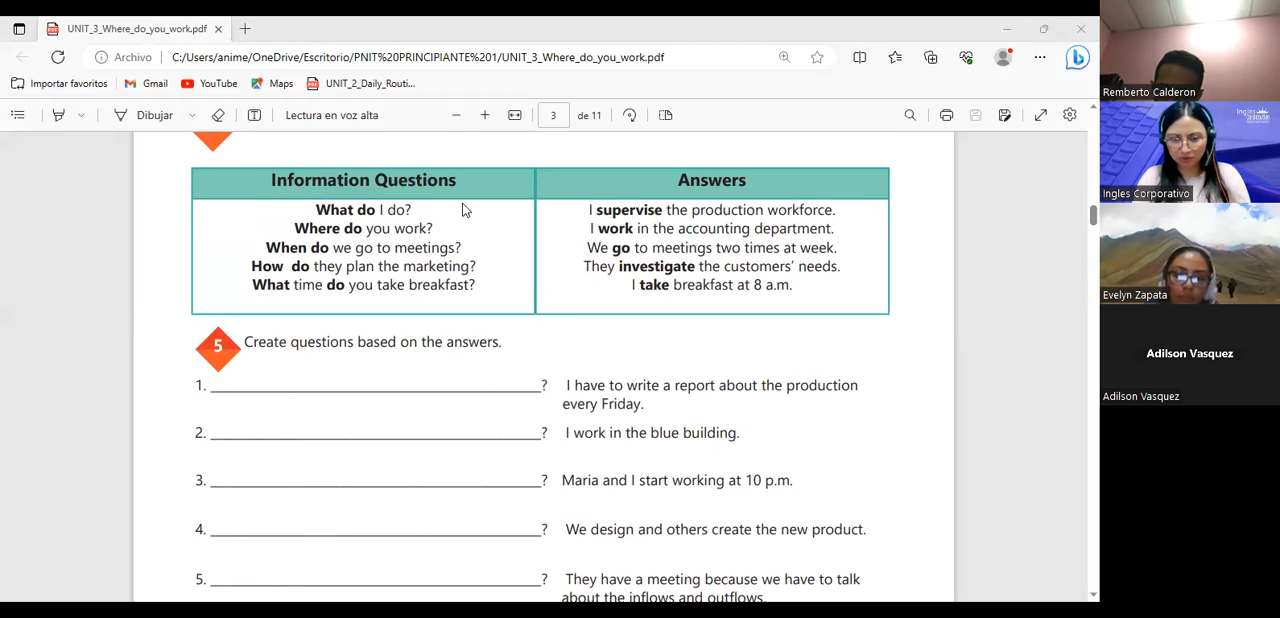 UNIT_3_Where_do_you_work.pdf
Archivo C:/Users/anime/OneDrive/Escritorio/PNIT%20PRINCIPIANTE%201/UNIT_3_Where_do_you_work.pdf
Importar favoritos Gmail YouTube Maps UNIT_2_Daily_Routi...
Dibujar Lectura en voz alta 3 de 11
Information Questions Answers
What do I do? I supervise the production workforce.
Where do you work? I work in the accounting department.
When do we go to meetings? We go to meetings two times at week.
How do they plan the marketing? They investigate the customers' needs.
What time do you take breakfast? I take breakfast at 8 a.m.
5 Create questions based on the answers.
1. ? I have to write a report about the production
every Friday.
2. ? I work in the blue building.
3. ? Maria and I start working at 10 p.m.
4. ? We design and others create the new product.
5. ? They have a meeting because we have to talk
about the inflows and outflows.
Remberto Calderon
Ingles Corporativo
Evelyn Zapata
Adilson Vasquez
Adilson Vasquez